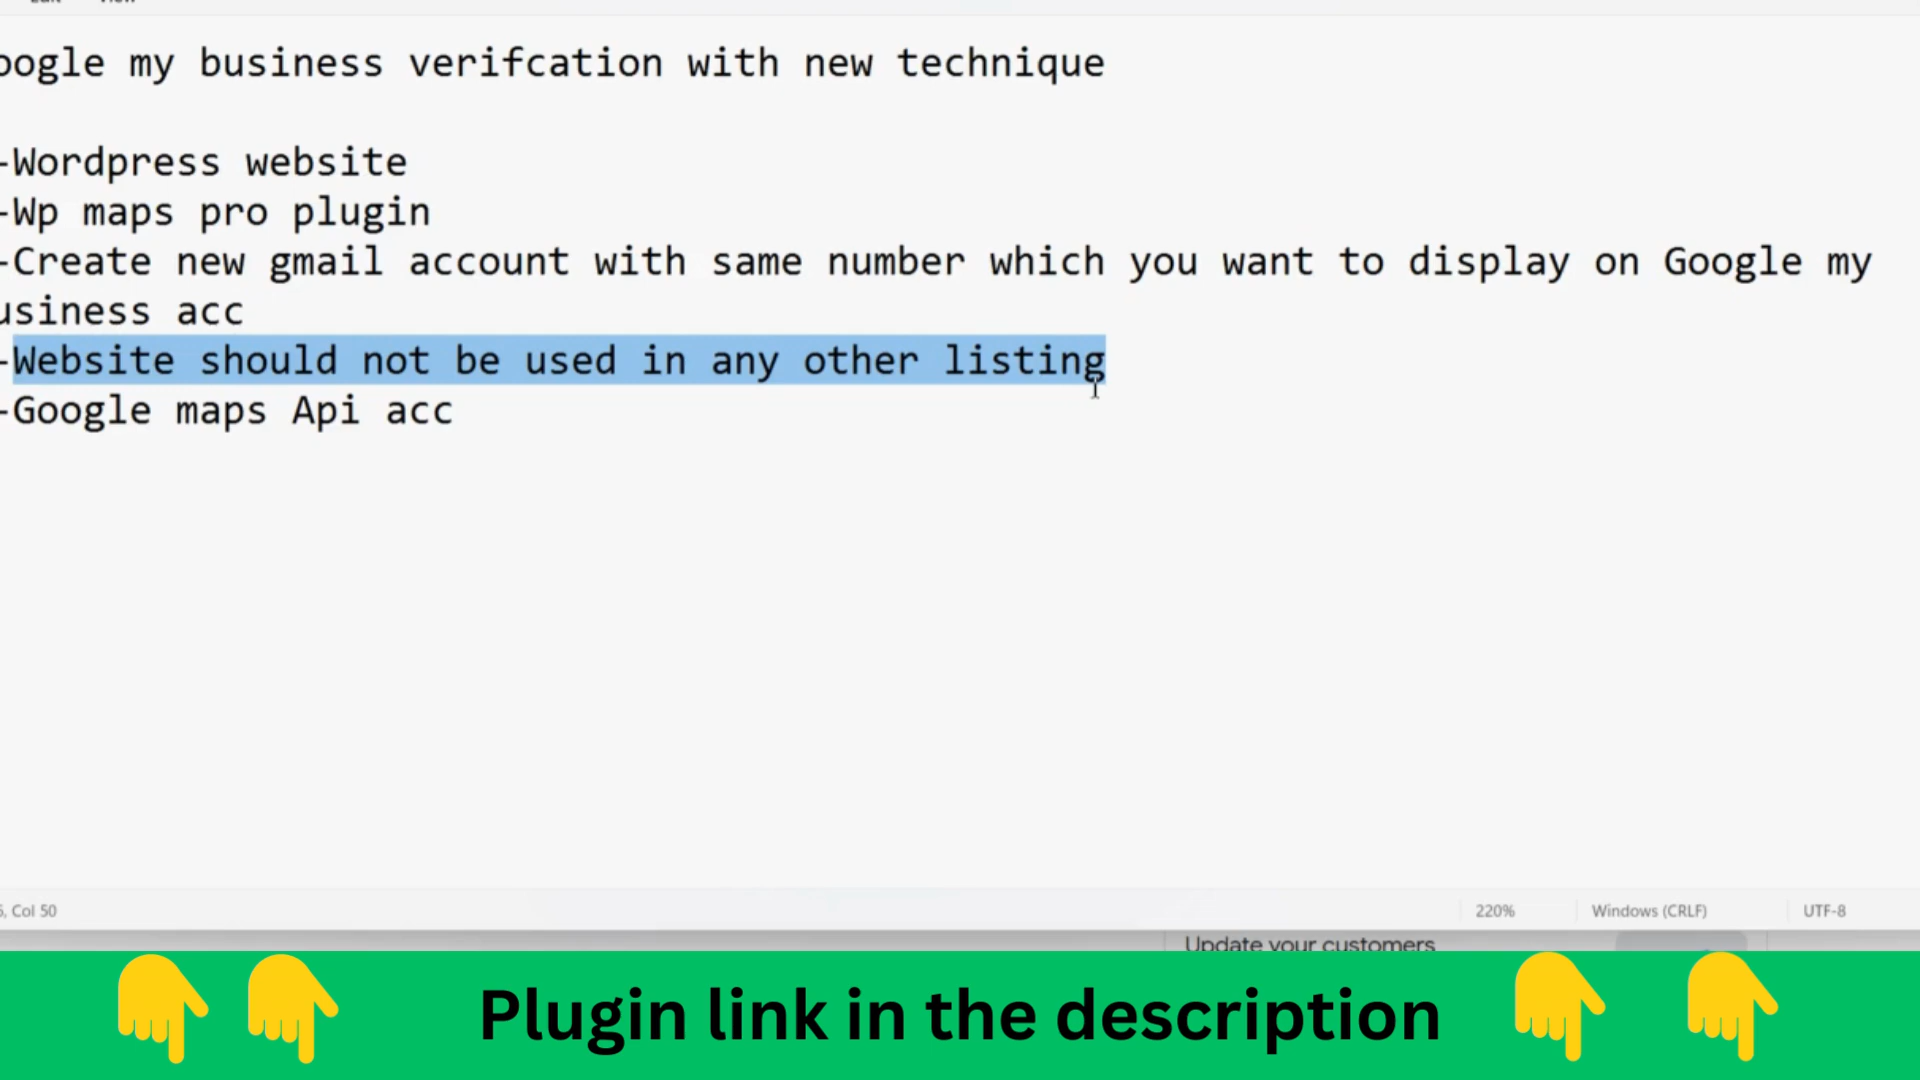 oogle my business verifcation with new technique
-Wordpress website
-Wp maps pro plugin
-Create new gmail account with same number which you want to display on Google my
usiness acc
-Website should not be used in any other listing
-Google maps Api acc
, Col 50
220%
Windows (CRLF)
UTF-8
Update your customers
Plugin link in the description